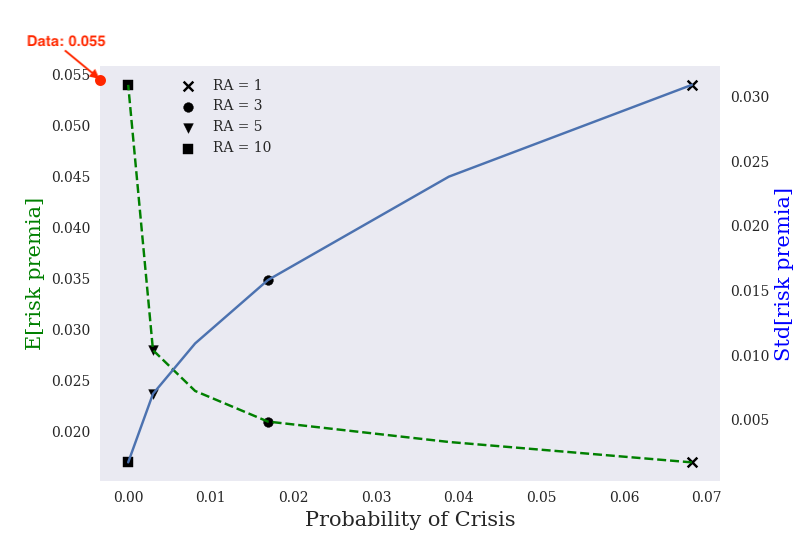 Data: 0.055
RA = 1
RA = 3
RA = 5
RA = 10
0.055
0.050
0.045
0.040
0.035
0.030
0.025
0.020
E[risk premia]
0.030
0.025
0.020
0.015
0.010
0.005
Std[risk premia]
0.00 0.01 0.02 0.03 0.04 0.05 0.06 0.07
Probability of Crisis